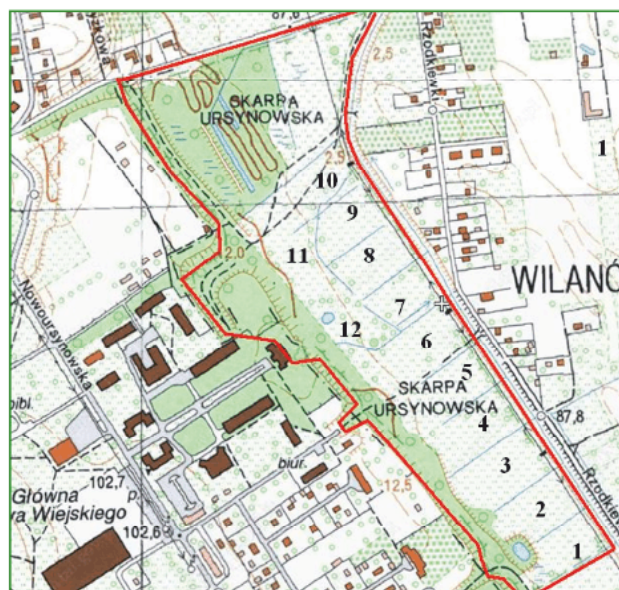 87,6
zkowa
2,5
Rzodkiewki
SKARPA
URSYNOWSKA
1
2,5
10
9
2,0
11
8
WILANÓ
Nowoursynowska
7
12
6
5
SKARPA
URSYNOWSKA
87,8
4
bibl.
biur.
3
Rzodkie
102,7
p.
12,5
Główna
wa Wiejskiego
102,6
2
1